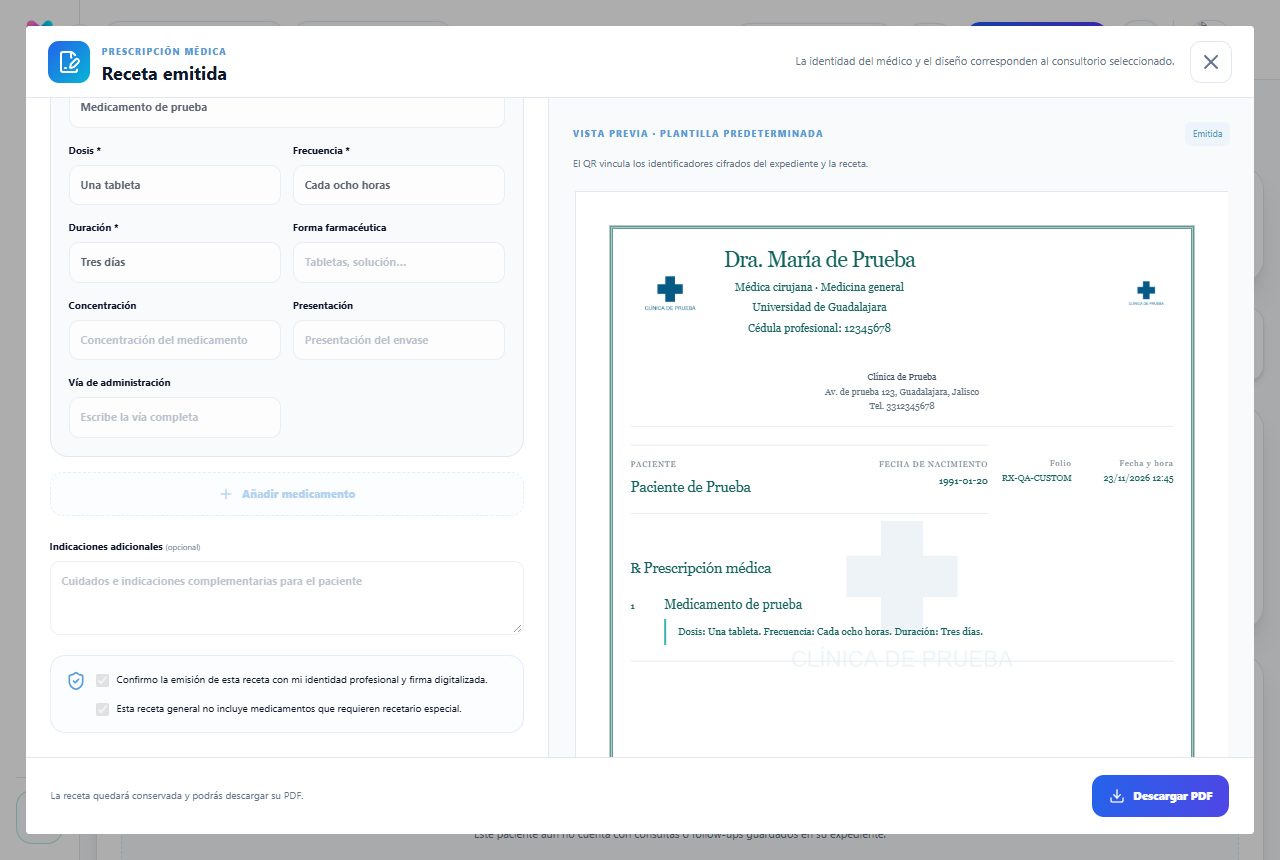 PRESCRIPCIÓN MÉDICA
Receta emitida
La identidad del médico y el diseño corresponden al consultorio seleccionado.
Medicamento de prueba
Dosis * Frecuencia *
Una tableta Cada ocho horas
Duración * Forma farmacéutica
Tres días Tabletas, solución...
Concentración Presentación
Concentración del medicamento Presentación del envase
Vía de administración
Escribe la vía completa
+ Añadir medicamento
Indicaciones adicionales (opcional)
Cuidados e indicaciones complementarias para el paciente
Confirmo la emisión de esta receta con mi identidad profesional y firma digitalizada.
Esta receta general no incluye medicamentos que requieren recetario especial.
VISTA PREVIA · PLANTILLA PREDETERMINADA
Emitida
El QR vincula los identificadores cifrados del expediente y la receta.
Dra. María de Prueba
Médica cirujana · Medicina general
Universidad de Guadalajara
Cédula profesional: 12345678
CLÍNICA DE PRUEBA
CLÍNICA DE PRUEBA
Clínica de Prueba
Av. de prueba 123, Guadalajara, Jalisco
Tel. 3312345678
PACIENTE FECHA DE NACIMIENTO Folio Fecha y hora
Paciente de Prueba 1991-01-20 RX-QA-CUSTOM 23/11/2026 12:45
℞ Prescripción médica
1 Medicamento de prueba
Dosis: Una tableta. Frecuencia: Cada ocho horas. Duración: Tres días.
CLÍNICA DE PRUEBA
La receta quedará conservada y podrás descargar su PDF.
Descargar PDF
Este paciente aún no cuenta con consultas o follow-ups guardados en su expediente.